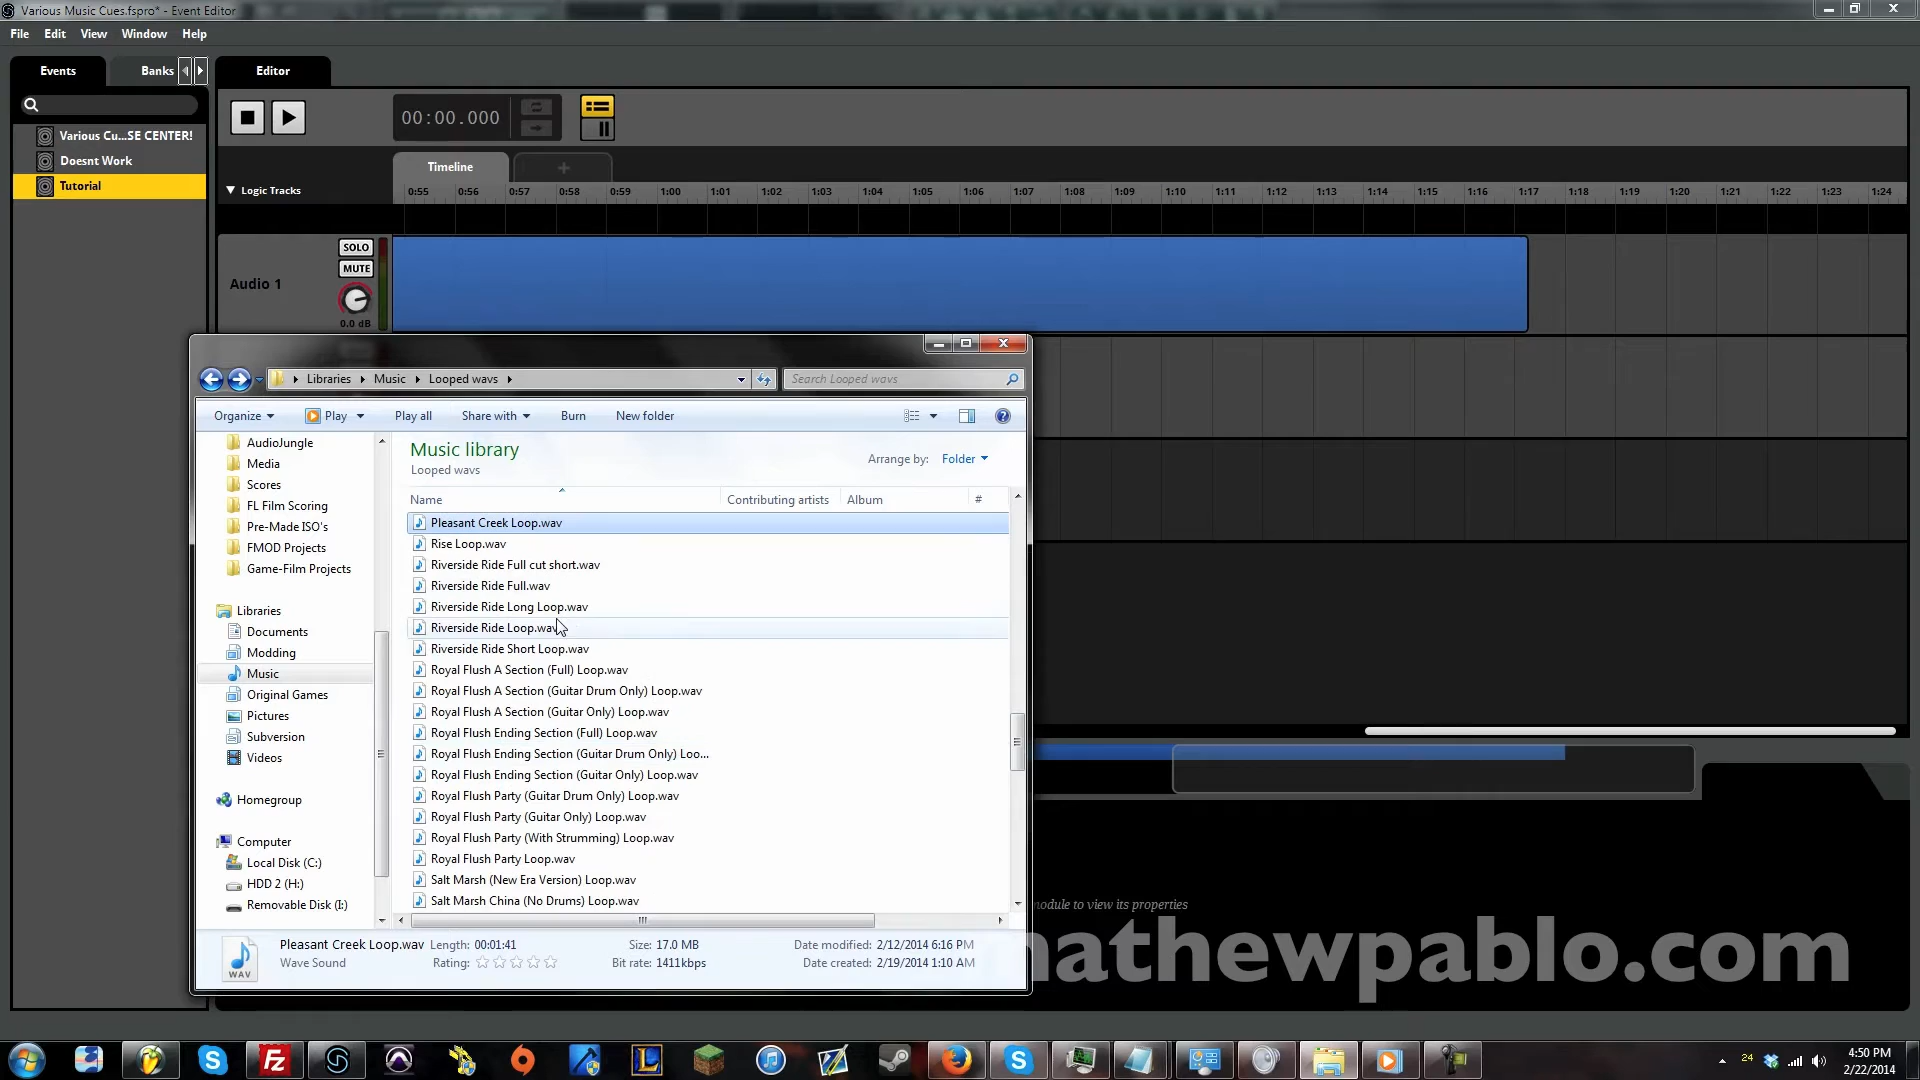 Various Music Cues.fspro* - Event Editor
File Edit View Window Help
Events Banks Editor
00:00.000
Various Cu...SE CENTER!
Doesnt Work
Tutorial
Timeline +
Logic Tracks
0:55 0:56 0:57 0:58 0:59 1:00 1:01 1:02 1:03 1:04 1:05 1:06 1:07 1:08 1:09 1:10 1:11 1:12 1:13 1:14 1:15 1:16 1:17 1:18 1:19 1:20 1:21 1:22 1:23 1:24
SOLO
MUTE
Audio 1
0.0 dB
Libraries Music Looped wavs
Search Looped wavs
Organize Play Play all Share with Burn New folder
AudioJungle
Media
Scores
FL Film Scoring
Pre-Made ISO's
FMOD Projects
Game-Film Projects
Libraries
Documents
Modding
Music
Original Games
Pictures
Subversion
Videos
Homegroup
Computer
Local Disk (C:)
HDD 2 (H:)
Removable Disk (I:)
Music library
Looped wavs
Arrange by: Folder
Name Contributing artists Album #
Pleasant Creek Loop.wav
Rise Loop.wav
Riverside Ride Full cut short.wav
Riverside Ride Full.wav
Riverside Ride Long Loop.wav
Riverside Ride Loop.wav
Riverside Ride Short Loop.wav
Royal Flush A Section (Full) Loop.wav
Royal Flush A Section (Guitar Drum Only) Loop.wav
Royal Flush A Section (Guitar Only) Loop.wav
Royal Flush Ending Section (Full) Loop.wav
Royal Flush Ending Section (Guitar Drum Only) Loo...
Royal Flush Ending Section (Guitar Only) Loop.wav
Royal Flush Party (Guitar Drum Only) Loop.wav
Royal Flush Party (Guitar Only) Loop.wav
Royal Flush Party (With Strumming) Loop.wav
Royal Flush Party Loop.wav
Salt Marsh (New Era Version) Loop.wav
Salt Marsh China (No Drums) Loop.wav
WAV
Pleasant Creek Loop.wav Length: 00:01:41 Size: 17.0 MB Date modified: 2/12/2014 6:16 PM
Wave Sound Rating: Bit rate: 1411kbps Date created: 2/19/2014 1:10 AM
module to view its properties
mathewpablo.com
24
4:50 PM
2/22/2014